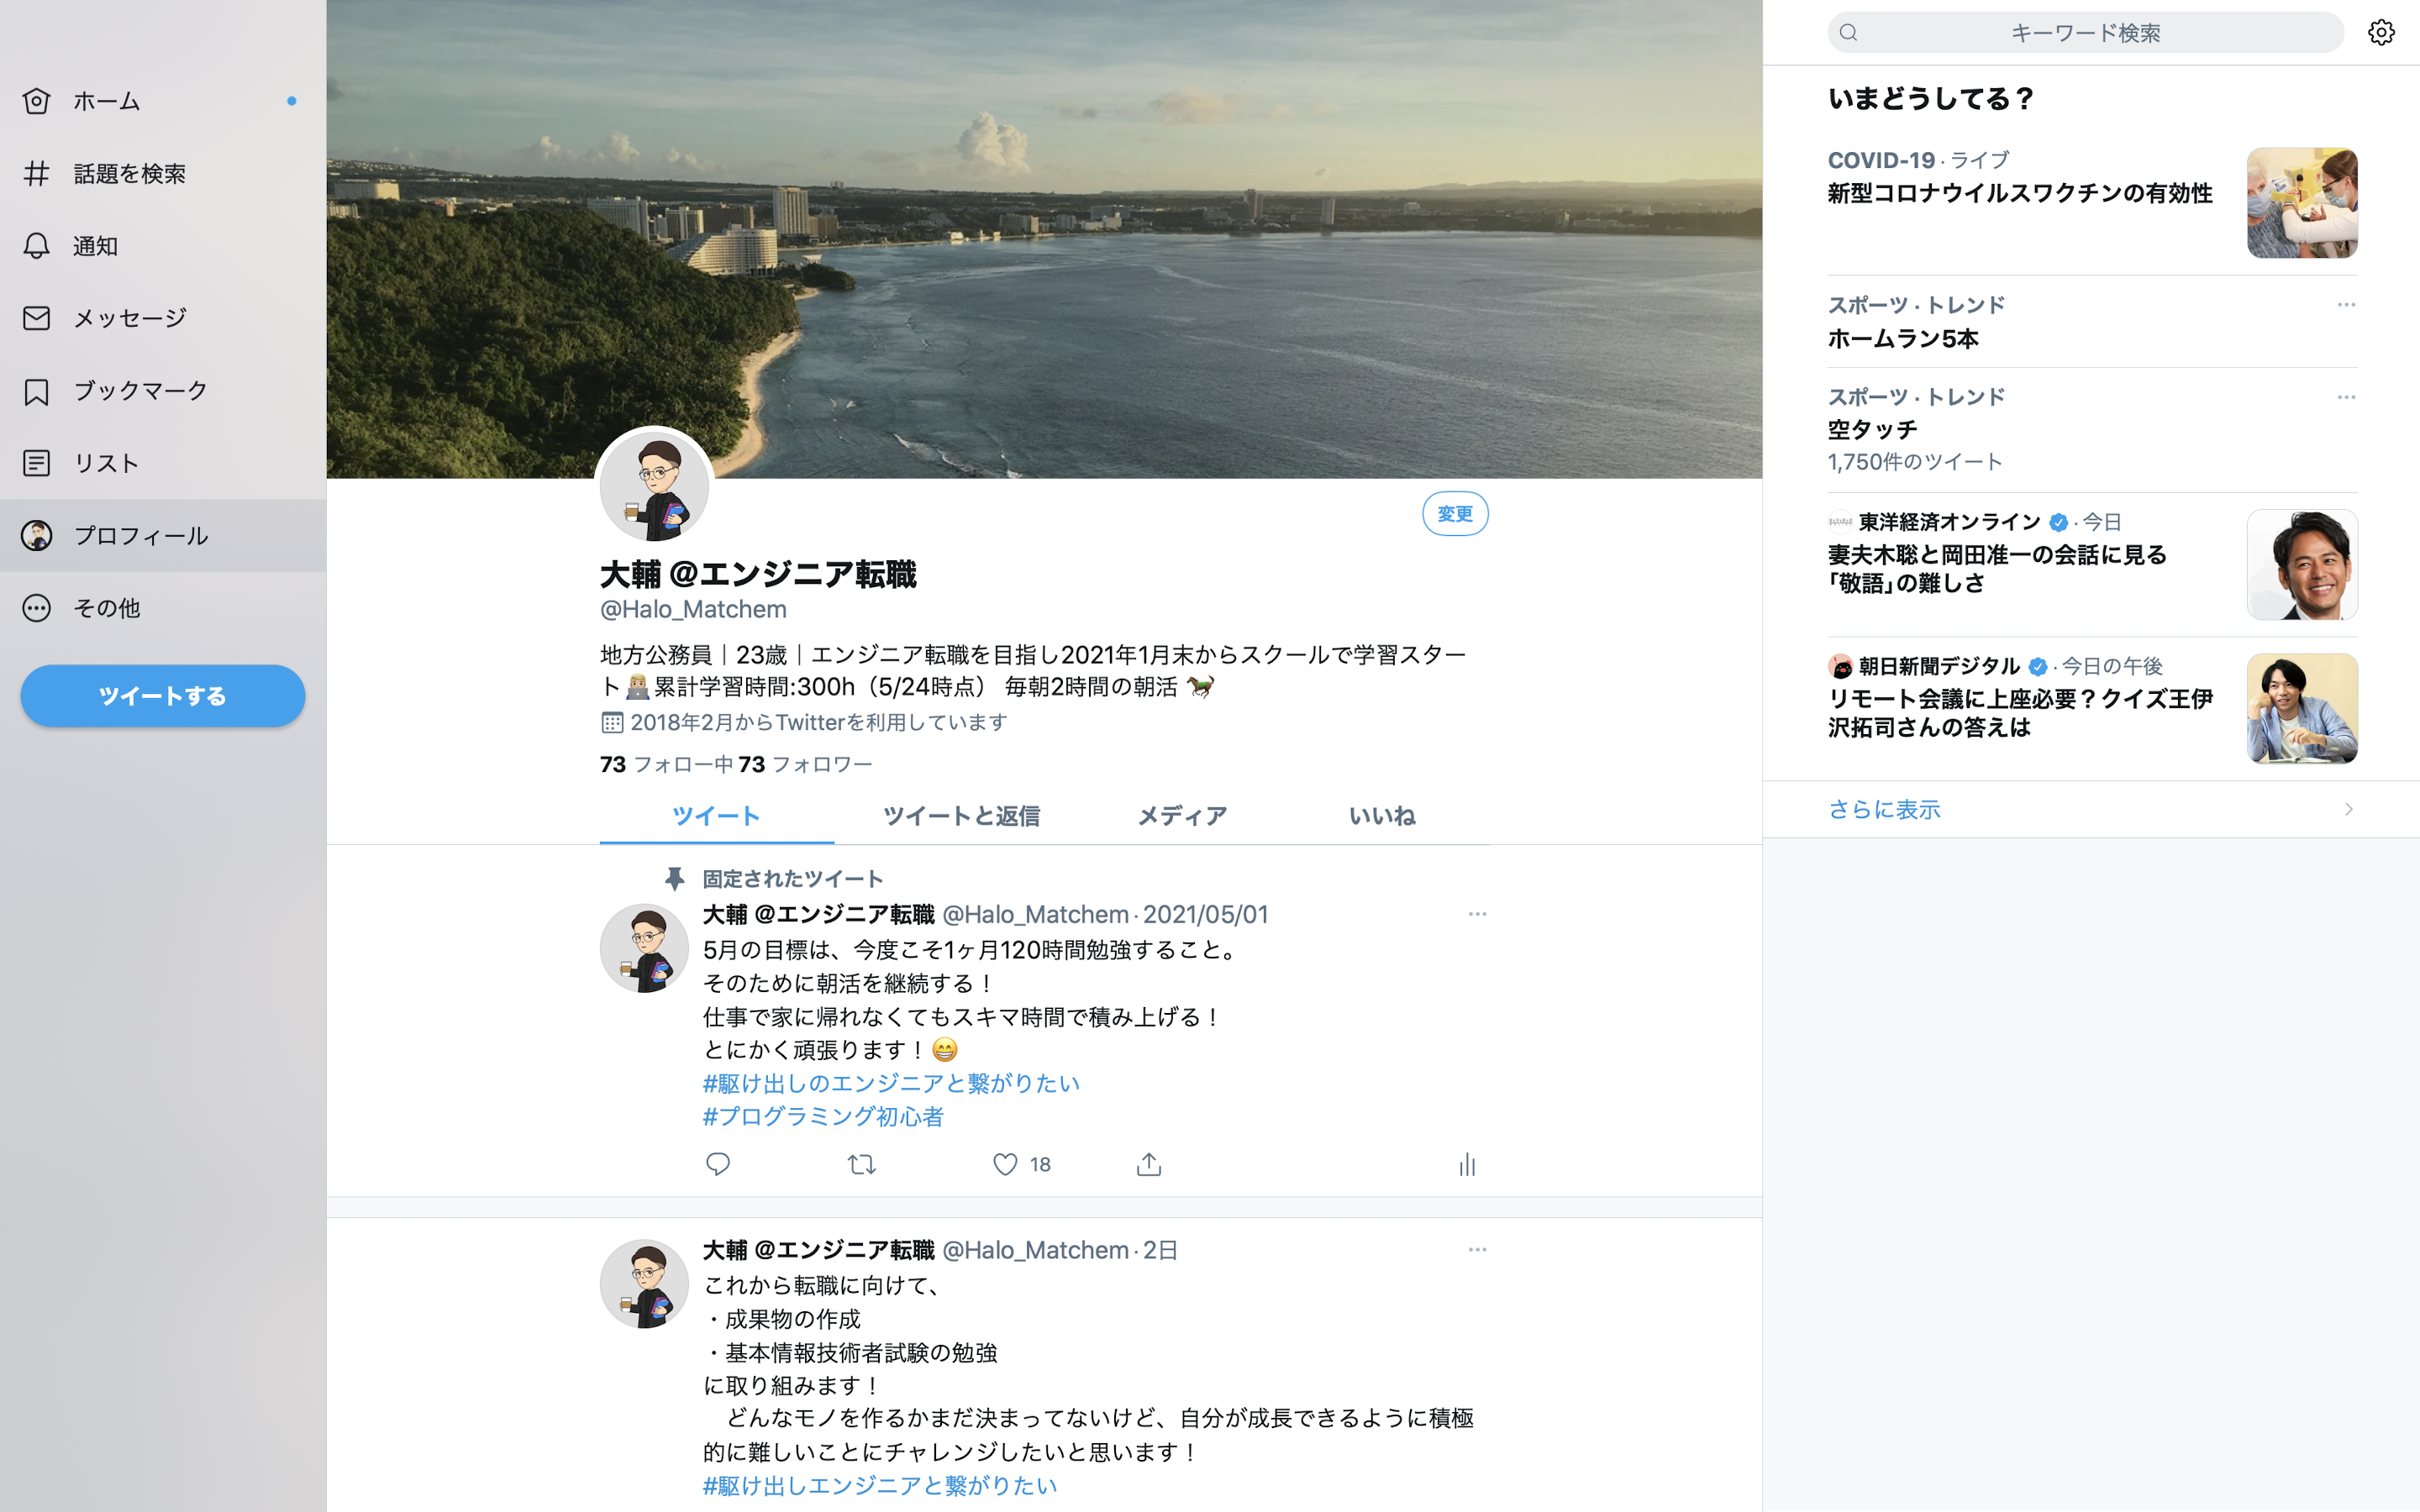 ホーム
話題を検索
通知
メッセージ
ブックマーク
リスト
プロフィール
その他
ツイートする
変更
大輔 @エンジニア転職
@Halo_Matchem
地方公務員｜23歳｜エンジニア転職を目指し2021年1月末からスクールで学習スター
ト👨🏼‍💻累計学習時間:300h（5/24時点） 毎朝2時間の朝活 🐎
2018年2月からTwitterを利用しています
73 フォロー中 73 フォロワー
ツイート ツイートと返信 メディア いいね
固定されたツイート
大輔 @エンジニア転職 @Halo_Matchem · 2021/05/01
5月の目標は、今度こそ1ヶ月120時間勉強すること。
そのために朝活を継続する！
仕事で家に帰れなくてもスキマ時間で積み上げる！
とにかく頑張ります！😁
#駆け出しのエンジニアと繋がりたい
#プログラミング初心者
18
大輔 @エンジニア転職 @Halo_Matchem · 2日
これから転職に向けて、
・成果物の作成
・基本情報技術者試験の勉強
に取り組みます！
　どんなモノを作るかまだ決まってないけど、自分が成長できるように積極
的に難しいことにチャレンジしたいと思います！
#駆け出しエンジニアと繋がりたい
キーワード検索
いまどうしてる？
COVID-19 · ライブ
新型コロナウイルスワクチンの有効性
スポーツ · トレンド
ホームラン5本
スポーツ · トレンド
空タッチ
1,750件のツイート
東洋経済オンライン · 今日
妻夫木聡と岡田准一の会話に見る
｢敬語｣の難しさ
朝日新聞デジタル · 今日の午後
リモート会議に上座必要？クイズ王伊
沢拓司さんの答えは
さらに表示